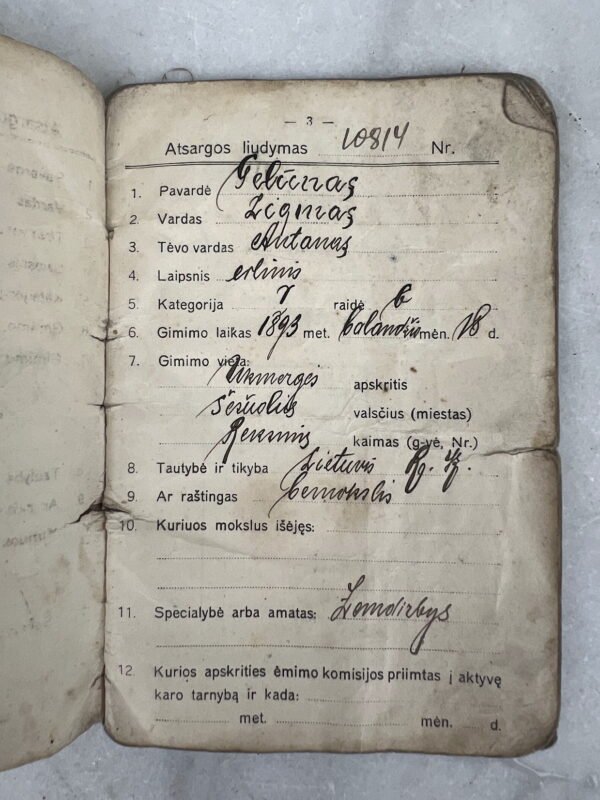 — 3 —
Atsargos liudymas 10814 Nr.
1. Pavardė Gelūnas
2. Vardas Zigmas
3. Tėvo vardas Antanas
4. Laipsnis erlinis
5. Kategorija raidė b
6. Gimimo laikas 1893 met. balandžio mėn. 18 d.
7. Gimimo vieta:
Ukmergės apskritis
Šešuolių valsčius (miestas)
kaimas (g-vė, Nr.)
8. Tautybė ir tikyba Lietuvis R. K.
9. Ar raštingas bemokslis
10. Kuriuos mokslus išėjęs:
11. Specialybė arba amatas: Žemdirbys
12. Kurios apskrities ėmimo komisijos priimtas į aktyvę
karo tarnybą ir kada:
met. mėn. d.